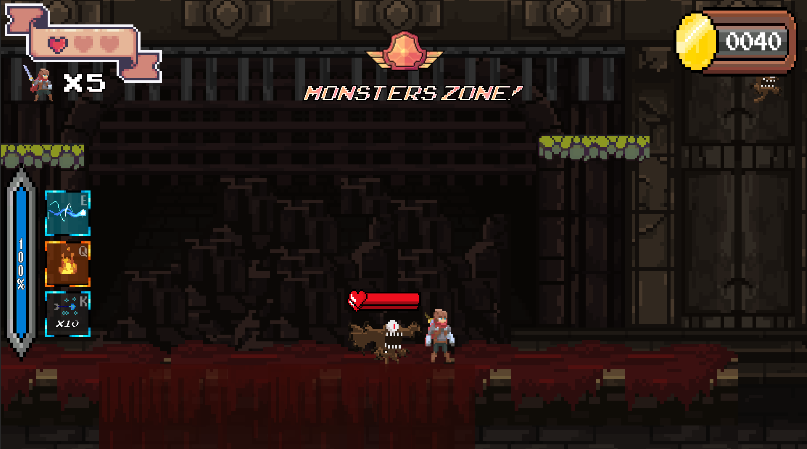 X5
0040
MONSTERS ZONE!
E
100%
Q
K
X10